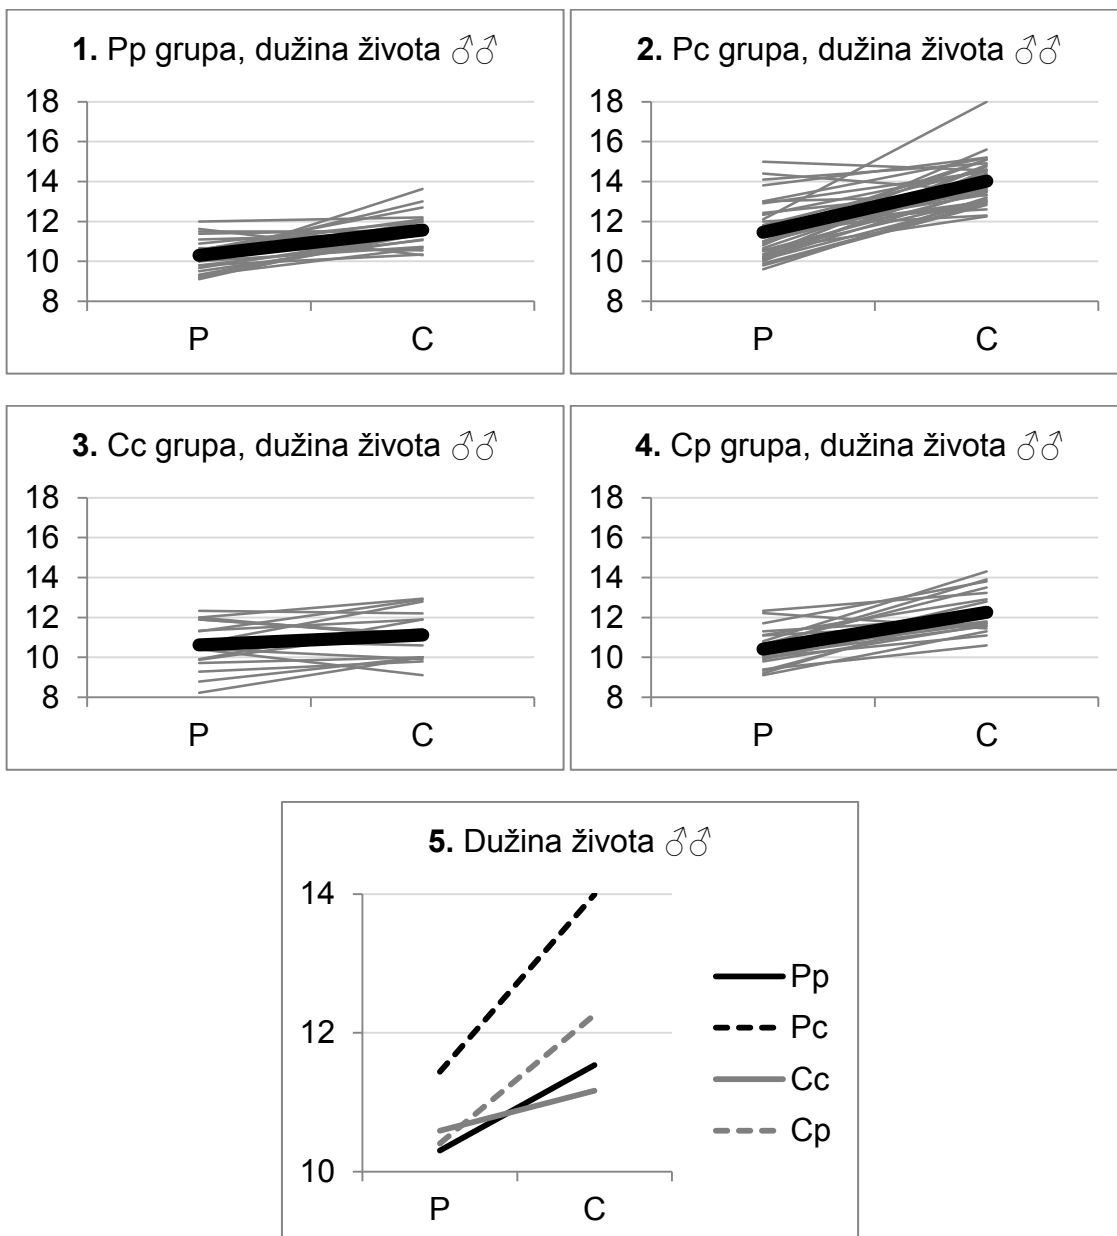 1. Pp grupa, dužina života ♂♂
18
16
14
12
10
8
P C
2. Pc grupa, dužina života ♂♂
18
16
14
12
10
8
P C
3. Cc grupa, dužina života ♂♂
18
16
14
12
10
8
P C
4. Cp grupa, dužina života ♂♂
18
16
14
12
10
8
P C
5. Dužina života ♂♂
14
12
10
P C
Pp
Pc
Cc
Cp